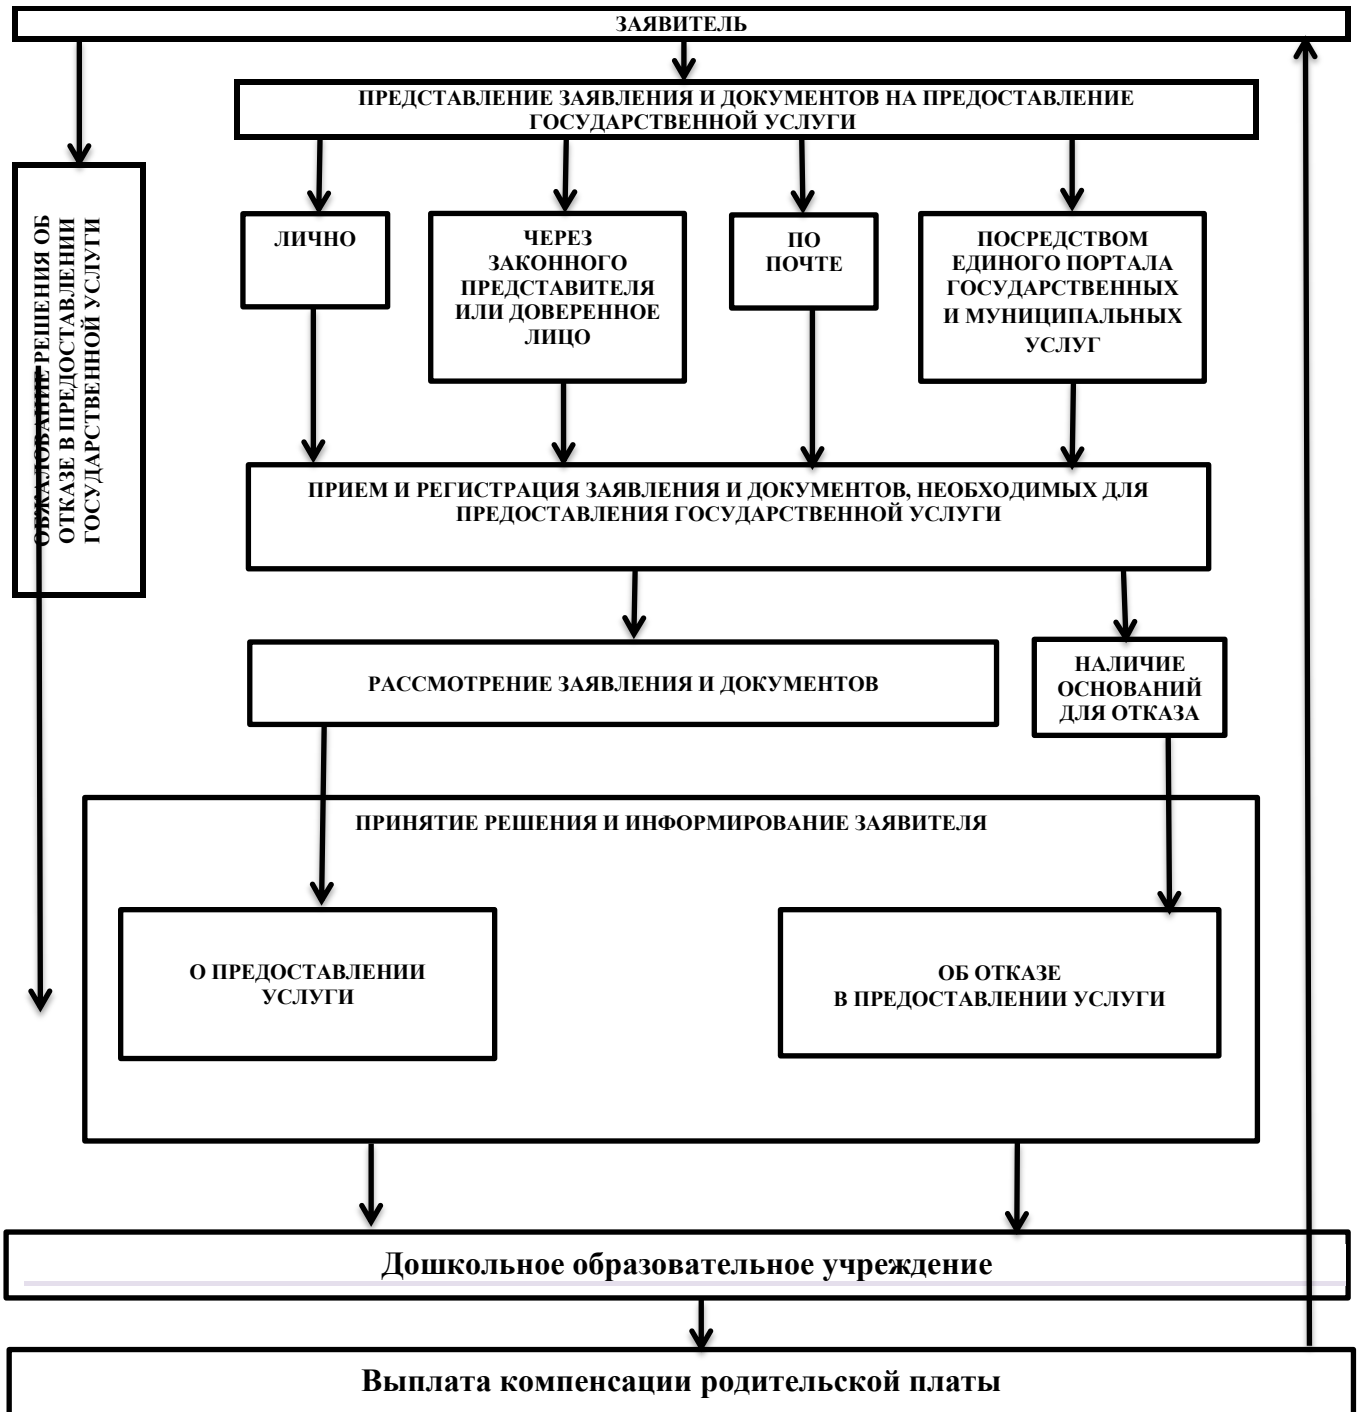 ЗАЯВИТЕЛЬ
ПРЕДСТАВЛЕНИЕ ЗАЯВЛЕНИЯ И ДОКУМЕНТОВ НА ПРЕДОСТАВЛЕНИЕ
ГОСУДАРСТВЕННОЙ УСЛУГИ
ОБЖАЛОВАНИЕ РЕШЕНИЯ ОБ
ОТКАЗЕ В ПРЕДОСТАВЛЕНИИ
ГОСУДАРСТВЕННОЙ УСЛУГИ
ЛИЧНО
ЧЕРЕЗ
ЗАКОННОГО
ПРЕДСТАВИТЕЛЯ
ИЛИ ДОВЕРЕННОЕ
ЛИЦО
ПО
ПОЧТЕ
ПОСРЕДСТВОМ
ЕДИНОГО ПОРТАЛА
ГОСУДАРСТВЕННЫХ
И МУНИЦИПАЛЬНЫХ
УСЛУГ
ПРИЕМ И РЕГИСТРАЦИЯ ЗАЯВЛЕНИЯ И ДОКУМЕНТОВ, НЕОБХОДИМЫХ ДЛЯ
ПРЕДОСТАВЛЕНИЯ ГОСУДАРСТВЕННОЙ УСЛУГИ
РАССМОТРЕНИЕ ЗАЯВЛЕНИЯ И ДОКУМЕНТОВ
НАЛИЧИЕ
ОСНОВАНИЙ
ДЛЯ ОТКАЗА
ПРИНЯТИЕ РЕШЕНИЯ И ИНФОРМИРОВАНИЕ ЗАЯВИТЕЛЯ
О ПРЕДОСТАВЛЕНИИ
УСЛУГИ
ОБ ОТКАЗЕ
В ПРЕДОСТАВЛЕНИИ УСЛУГИ
Дошкольное образовательное учреждение
Выплата компенсации родительской платы